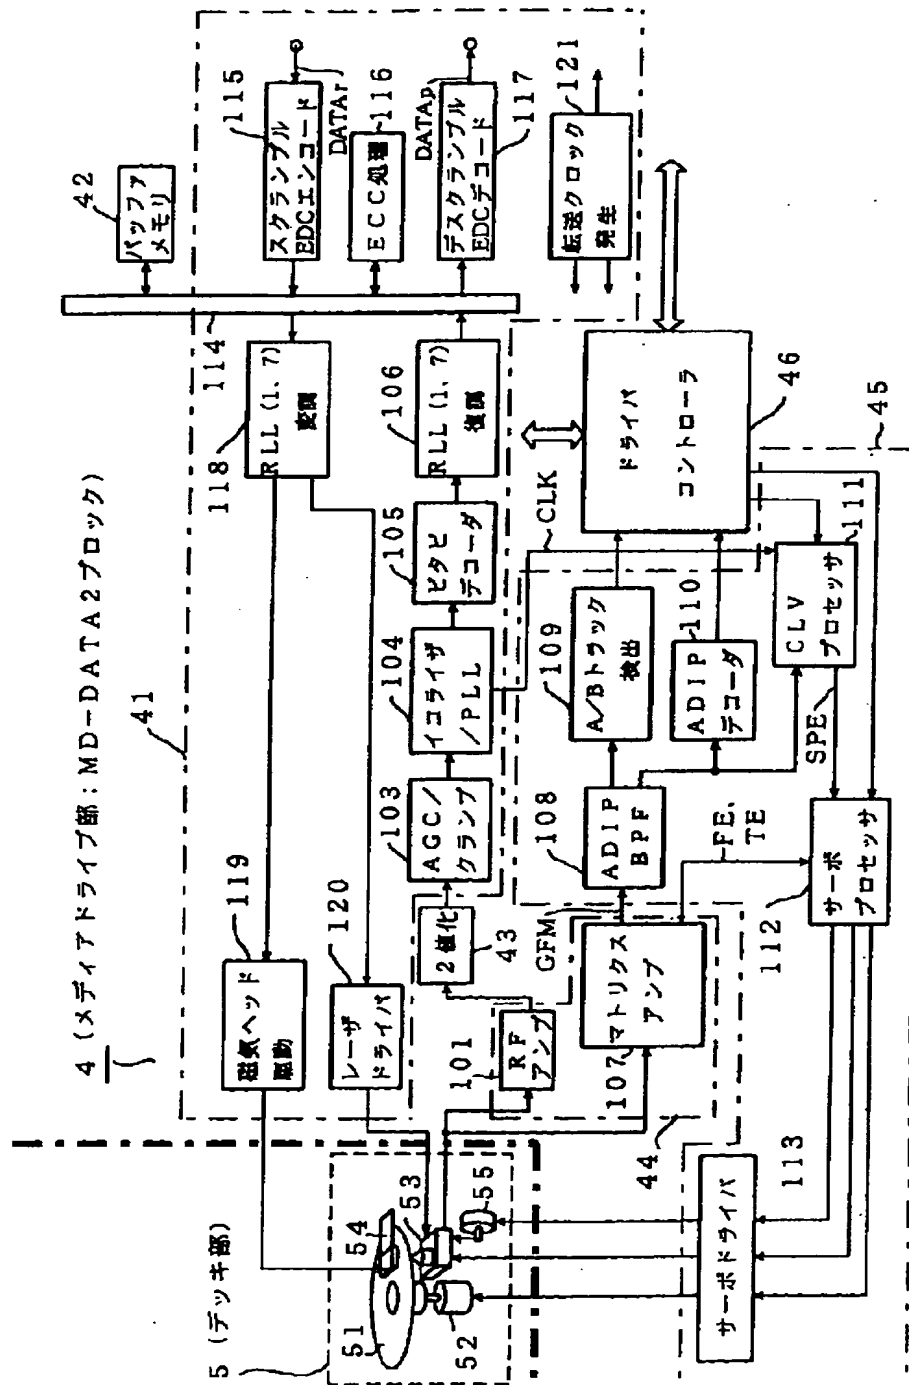 4 (メディアドライブ部:MD-DATA2ブロック)
5 (デッキ部)
51
52
53
54
55
119
磁気ヘッド
駆動
120
レーザ
ドライバ
41
118
RLL(1、7)
変調
114
42
バッファ
メモリ
115
スクランブル
EDCエンコード
DATAr
116
ECC処理
DATAp
デスクランブル
EDCデコード
117
121
転送クロック
発生
101
RF
アンプ
2値化
43
103
AGC/
クランプ
104
イコライザ
/PLL
105
ビタビ
デコーダ
106
RLL(1、7)
復調
CLK
107
マトリクス
アンプ
44
GFM
108
ADIP
BPF
109
A/Bトラック
検出
110
ADIP
デコーダ
ドライバ
コントローラ
46
45
CLV
プロセッサ
111
SPE
FE、
TE
112
サーボ
プロセッサ
113
サーボドライバ